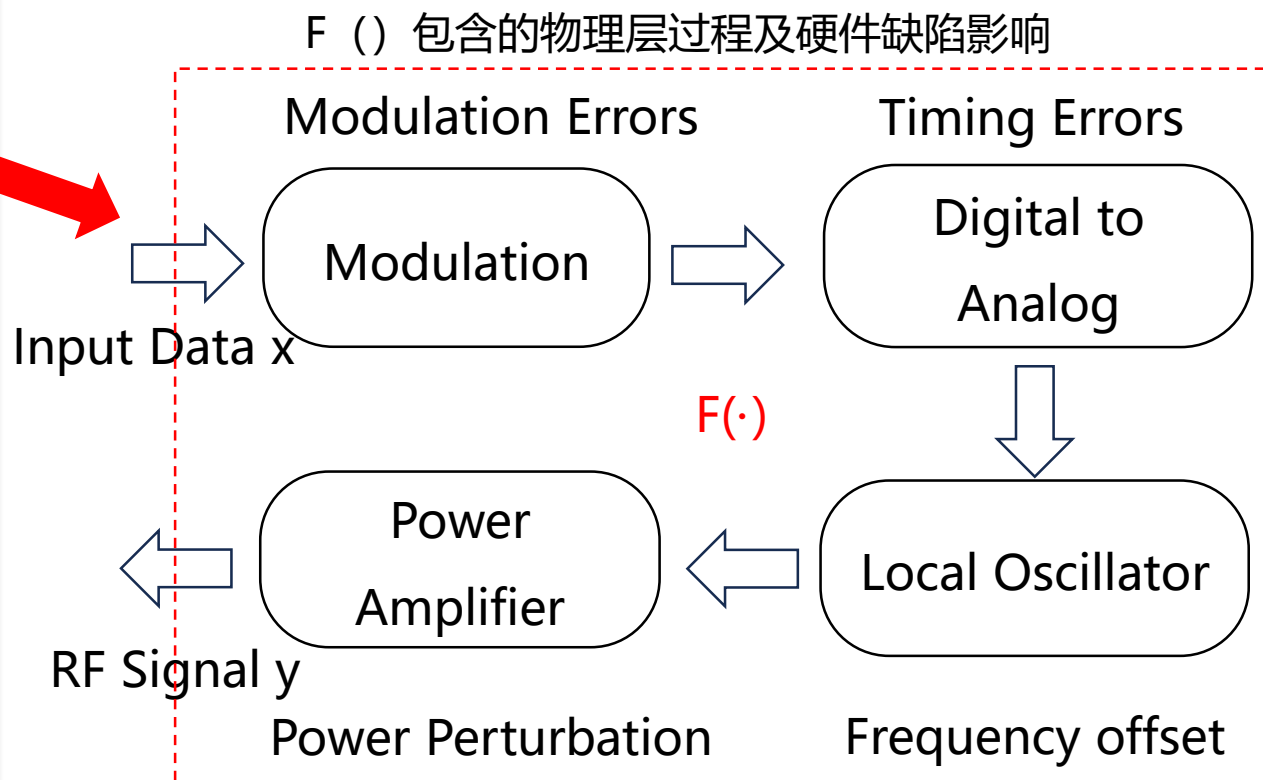 F（）包含的物理层过程及硬件缺陷影响
Modulation Errors
Timing Errors
Modulation
Digital to
Analog
Input Data x
F(·)
Power
Amplifier
Local Oscillator
RF Signal y
Power Perturbation
Frequency offset